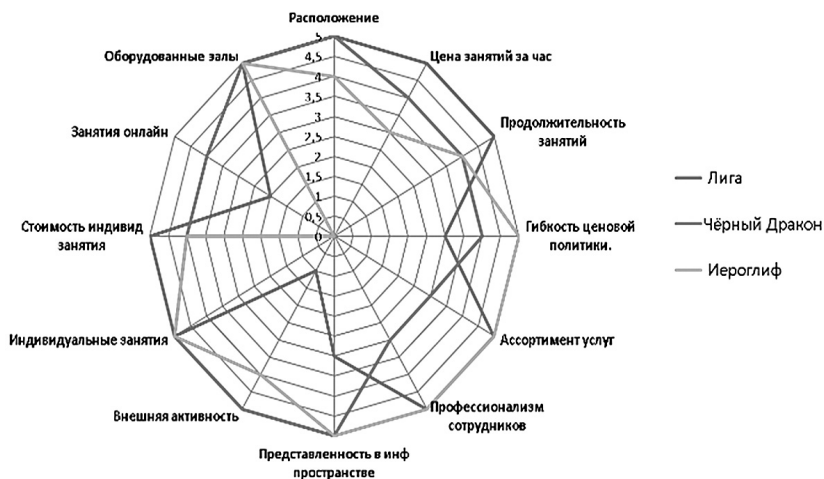 Расположение
Оборудованные залы
Цена занятий за час
Занятия онлайн
Продолжительность
занятий
Стоимость индивид
занятия
Гибкость ценовой
политики.
Индивидуальные занятия
Ассортимент услуг
Внешняя активность
Профессионализм
сотрудников
Представленность в инф
пространстве
5
4,5
4
3,5
3
2,5
2
1,5
1
0,5
0
Лига
Чёрный Дракон
Иероглиф